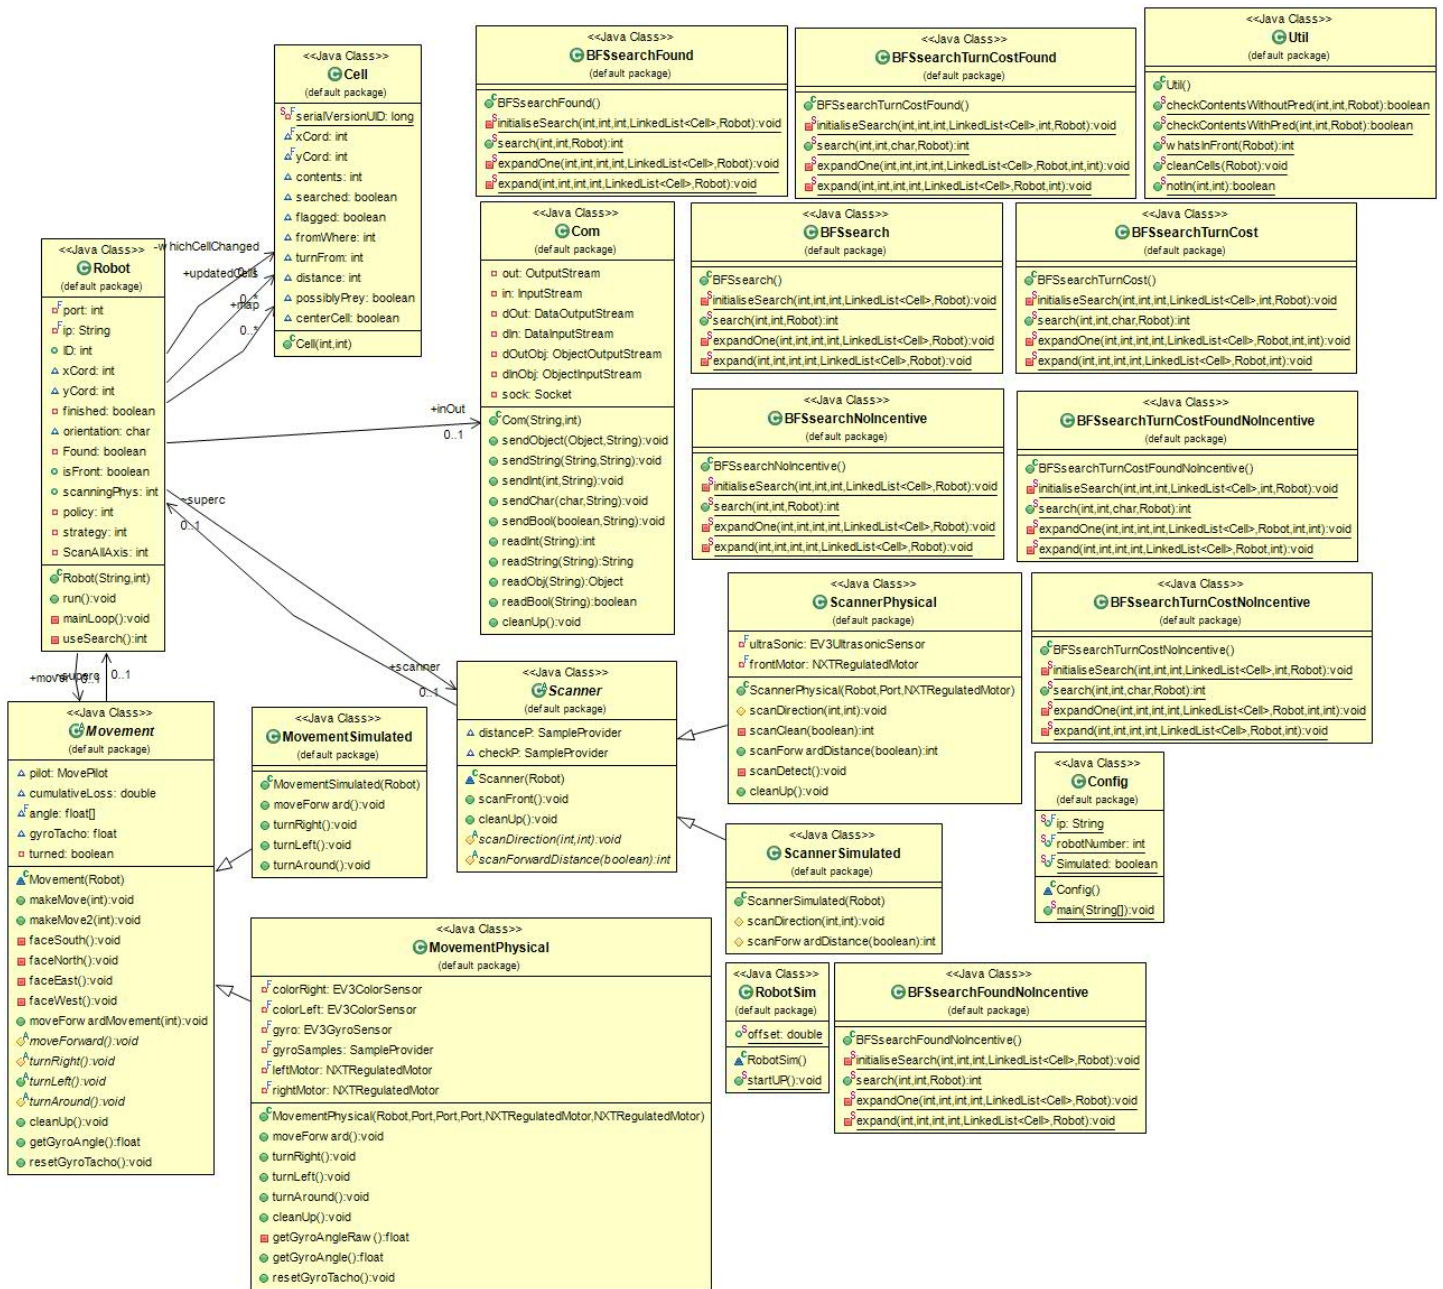 <<Java Class>>
Cell
(default package)
serialVersionUID: long
xCord: int
yCord: int
contents: int
searched: boolean
flagged: boolean
fromWhere: int
turnFrom: int
distance: int
possiblyPrey: boolean
centerCell: boolean
Cell(int,int)
<<Java Class>>
BFSsearchFound
(default package)
BFSsearchFound()
initialiseSearch(int,int,int,LinkedList<Cell>,Robot):void
search(int,int,Robot):int
expandOne(int,int,int,int,LinkedList<Cell>,Robot):void
expand(int,int,int,int,LinkedList<Cell>,Robot):void
<<Java Class>>
BFSsearchTurnCostFound
(default package)
BFSsearchTurnCostFound()
initialiseSearch(int,int,int,LinkedList<Cell>,int,Robot):void
search(int,int,char,Robot):int
expandOne(int,int,int,int,LinkedList<Cell>,Robot,int,int):void
expand(int,int,int,int,LinkedList<Cell>,Robot,int):void
<<Java Class>>
Util
(default package)
Util()
checkContentsWithoutPred(int,int,Robot):boolean
checkContentsWithPred(int,int,Robot):boolean
whatsInFront(Robot):int
cleanCells(Robot):void
notIn(int,int):boolean
<<Java Class>>
Robot
(default package)
port: int
ip: String
ID: int
xCord: int
yCord: int
finished: boolean
orientation: char
Found: boolean
isFront: boolean
scanningPhys: int
policy: int
strategy: int
ScanAllAxis: int
Robot(String,int)
run():void
mainLoop():void
useSearch():int
-whichCellChanged
+updatedCells
0..*
+map
0..*
+inOut
0..1
~superc
0..1
+scanner
0..1
+mover
~superc
0..1
0..1
<<Java Class>>
Com
(default package)
out: OutputStream
in: InputStream
dOut: DataOutputStream
dIn: DataInputStream
dOutObj: ObjectOutputStream
dInObj: ObjectInputStream
sock: Socket
Com(String,int)
sendObject(Object,String):void
sendString(String,String):void
sendInt(int,String):void
sendChar(char,String):void
sendBool(boolean,String):void
readInt(String):int
readString(String):String
readObj(String):Object
readBool(String):boolean
cleanUp():void
<<Java Class>>
BFSsearch
(default package)
BFSsearch()
initialiseSearch(int,int,int,LinkedList<Cell>,Robot):void
search(int,int,Robot):int
expandOne(int,int,int,int,LinkedList<Cell>,Robot):void
expand(int,int,int,int,LinkedList<Cell>,Robot):void
<<Java Class>>
BFSsearchTurnCost
(default package)
BFSsearchTurnCost()
initialiseSearch(int,int,int,LinkedList<Cell>,int,Robot):void
search(int,int,char,Robot):int
expandOne(int,int,int,int,LinkedList<Cell>,Robot,int,int):void
expand(int,int,int,int,LinkedList<Cell>,Robot,int):void
<<Java Class>>
BFSsearchNoIncentive
(default package)
BFSsearchNoIncentive()
initialiseSearch(int,int,int,LinkedList<Cell>,Robot):void
search(int,int,Robot):int
expandOne(int,int,int,int,LinkedList<Cell>,Robot):void
expand(int,int,int,int,LinkedList<Cell>,Robot):void
<<Java Class>>
BFSsearchTurnCostFoundNoIncentive
(default package)
BFSsearchTurnCostFoundNoIncentive()
initialiseSearch(int,int,int,LinkedList<Cell>,int,Robot):void
search(int,int,char,Robot):int
expandOne(int,int,int,int,LinkedList<Cell>,Robot,int,int):void
expand(int,int,int,int,LinkedList<Cell>,Robot,int):void
<<Java Class>>
ScannerPhysical
(default package)
ultraSonic: EV3UltrasonicSensor
frontMotor: NXTRegulatedMotor
ScannerPhysical(Robot,Port,NXTRegulatedMotor)
scanDirection(int,int):void
scanClean(boolean):int
scanForwardDistance(boolean):int
scanDetect():void
cleanUp():void
<<Java Class>>
BFSsearchTurnCostNoIncentive
(default package)
BFSsearchTurnCostNoIncentive()
initialiseSearch(int,int,int,LinkedList<Cell>,int,Robot):void
search(int,int,char,Robot):int
expandOne(int,int,int,int,LinkedList<Cell>,Robot,int,int):void
expand(int,int,int,int,LinkedList<Cell>,Robot,int):void
<<Java Class>>
Movement
(default package)
pilot: MovePilot
cumulativeLoss: double
angle: float[]
gyroTacho: float
turned: boolean
Movement(Robot)
makeMove(int):void
makeMove2(int):void
faceSouth():void
faceNorth():void
faceEast():void
faceWest():void
moveForwardMovement(int):void
moveForward():void
turnRight():void
turnLeft():void
turnAround():void
cleanUp():void
getGyroAngle():float
resetGyroTacho():void
<<Java Class>>
MovementSimulated
(default package)
MovementSimulated(Robot)
moveForward():void
turnRight():void
turnLeft():void
turnAround():void
<<Java Class>>
Scanner
(default package)
distanceP: SampleProvider
checkP: SampleProvider
Scanner(Robot)
scanFront():void
cleanUp():void
scanDirection(int,int):void
scanForwardDistance(boolean):int
<<Java Class>>
ScannerSimulated
(default package)
ScannerSimulated(Robot)
scanDirection(int,int):void
scanForwardDistance(boolean):int
<<Java Class>>
Config
(default package)
ip: String
robotNumber: int
Simulated: boolean
Config()
main(String[]):void
<<Java Class>>
MovementPhysical
(default package)
colorRight: EV3ColorSensor
colorLeft: EV3ColorSensor
gyro: EV3GyroSensor
gyroSamples: SampleProvider
leftMotor: NXTRegulatedMotor
rightMotor: NXTRegulatedMotor
MovementPhysical(Robot,Port,Port,Port,NXTRegulatedMotor,NXTRegulatedMotor)
moveForward():void
turnRight():void
turnLeft():void
turnAround():void
cleanUp():void
getGyroAngleRaw():float
getGyroAngle():float
resetGyroTacho():void
<<Java Class>>
RobotSim
(default package)
offset: double
RobotSim()
startUP():void
<<Java Class>>
BFSsearchFoundNoIncentive
(default package)
BFSsearchFoundNoIncentive()
initialiseSearch(int,int,int,LinkedList<Cell>,Robot):void
search(int,int,Robot):int
expandOne(int,int,int,int,LinkedList<Cell>,Robot):void
expand(int,int,int,int,LinkedList<Cell>,Robot):void